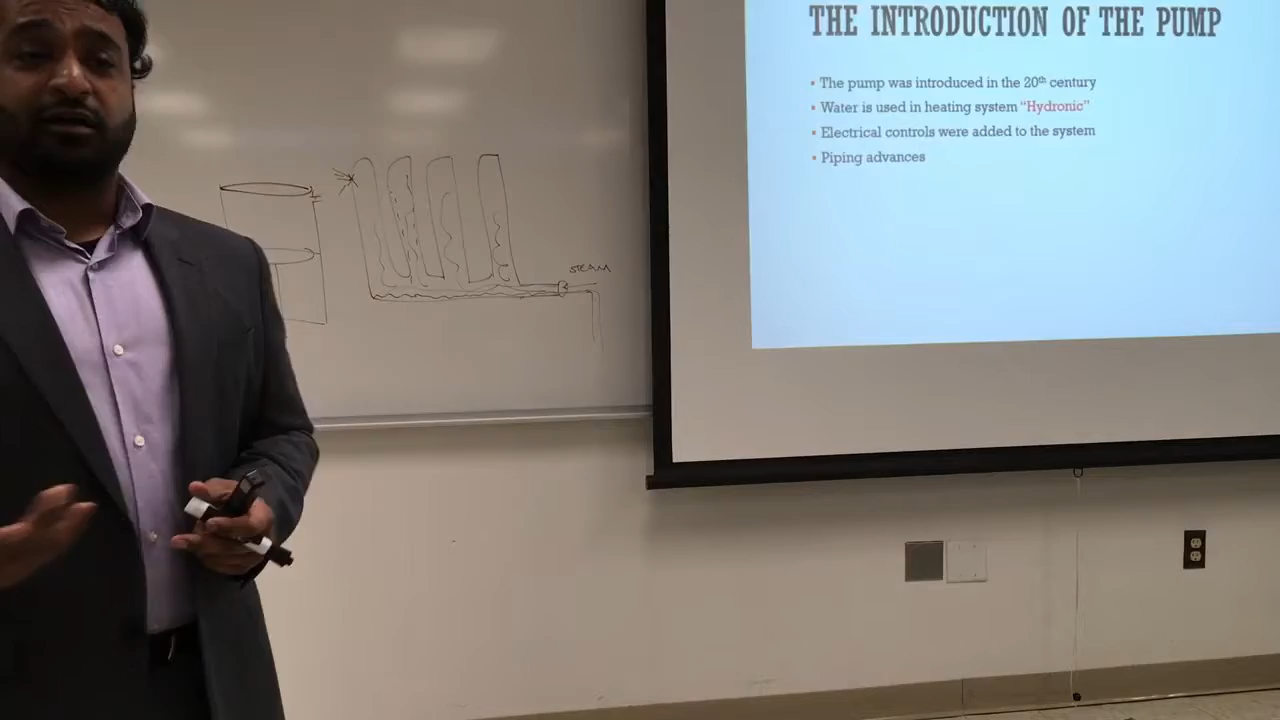 THE INTRODUCTION OF THE PUMP
• The pump was introduced in the 20th century
• Water is used in heating system “Hydronic”
• Electrical controls were added to the system
• Piping advances
STEAM